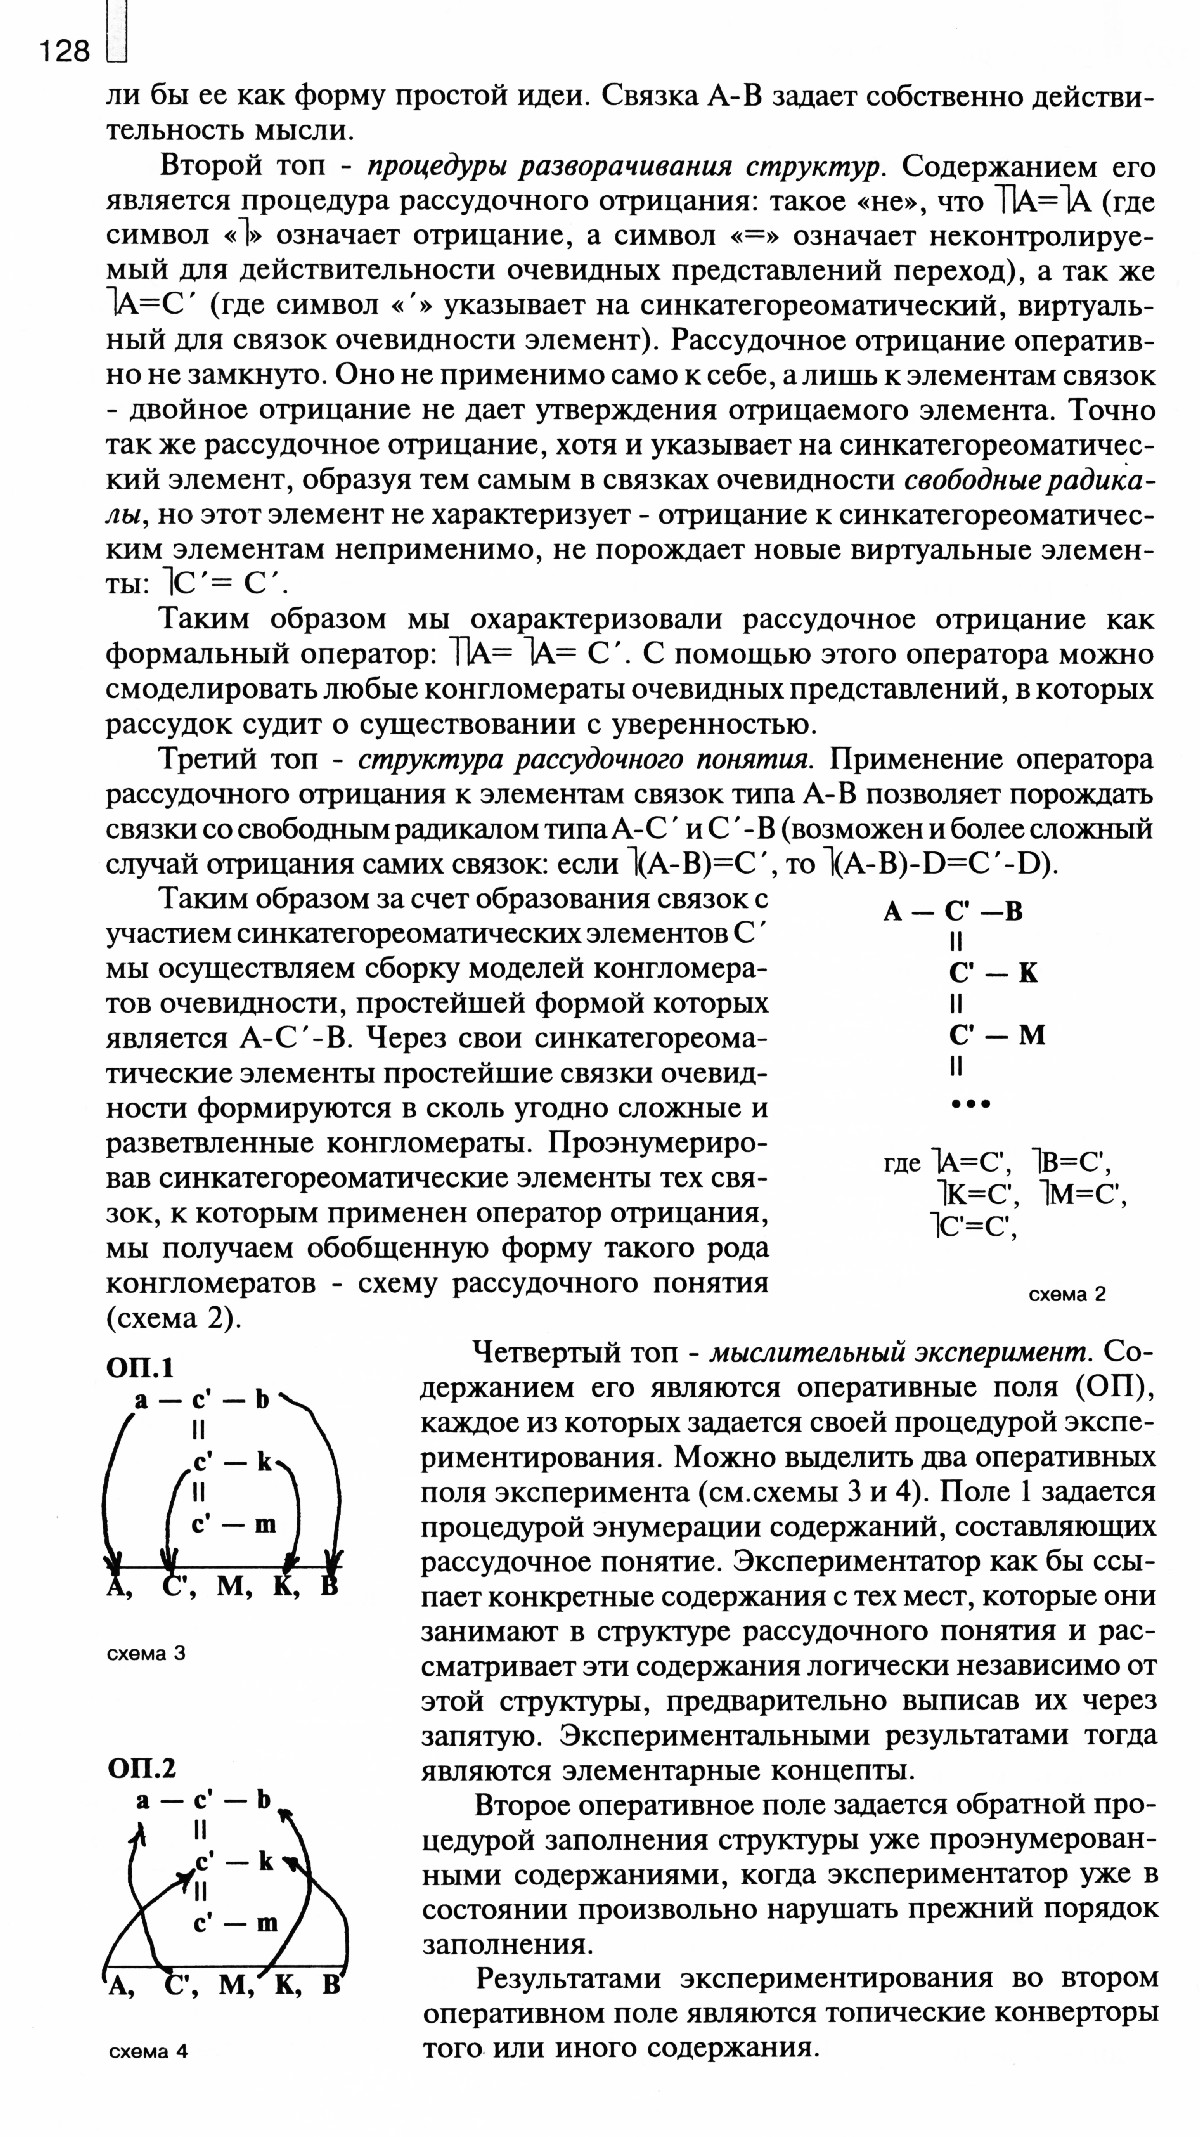 128
ли бы ее как форму простой идеи. Связка А-В задает собственно действи-
тельность мысли.
Второй топ - процедуры разворачивания структур. Содержанием его
является процедура рассудочного отрицания: такое «не», что ㄱㄱА=ㄱА (где
символ «ㄱ» означает отрицание, а символ «=» означает неконтролируе-
мый для действительности очевидных представлений переход), а так же
ㄱА=С′ (где символ «′» указывает на синкатегореоматический, виртуаль-
ный для связок очевидности элемент). Рассудочное отрицание оператив-
но не замкнуто. Оно не применимо само к себе, а лишь к элементам связок
- двойное отрицание не дает утверждения отрицаемого элемента. Точно
так же рассудочное отрицание, хотя и указывает на синкатегореоматичес-
кий элемент, образуя тем самым в связках очевидности свободные радика-
лы, но этот элемент не характеризует - отрицание к синкатегореоматичес-
ким элементам неприменимо, не порождает новые виртуальные элемен-
ты: ㄱС′= С′.
Таким образом мы охарактеризовали рассудочное отрицание как
формальный оператор: ㄱㄱА= ㄱА= С′. С помощью этого оператора можно
смоделировать любые конгломераты очевидных представлений, в которых
рассудок судит о существовании с уверенностью.
Третий топ - структура рассудочного понятия. Применение оператора
рассудочного отрицания к элементам связок типа А-В позволяет порождать
связки со свободным радикалом типа А-С′ и С′-В (возможен и более сложный
случай отрицания самих связок: если ㄱ(А-В)=С′, то ㄱ(А-В)-D=С′-D).
Таким образом за счет образования связок с
участием синкатегореоматических элементов С′
мы осуществляем сборку моделей конгломера-
тов очевидности, простейшей формой которых
является А-С′-В. Через свои синкатегореома-
тические элементы простейшие связки очевид-
ности формируются в сколь угодно сложные и
разветвленные конгломераты. Проэнумериро-
вав синкатегореоматические элементы тех свя-
зок, к которым применен оператор отрицания,
мы получаем обобщенную форму такого рода
конгломератов - схему рассудочного понятия
(схема 2).
А — С' —В
||
С' — К
||
С' — М
||
•••
где ㄱА=С', ㄱВ=С',
ㄱК=С', ㄱМ=С',
ㄱС'=С',
схема 2
ОП.1
а — с' — b
||
с' — k
||
с' — m
А, С', М, К, В
схема 3
ОП.2
а — с' — b
||
с' — k
||
с' — m
А, С', М, К, В
схема 4
Четвертый топ - мыслительный эксперимент. Со-
держанием его являются оперативные поля (ОП),
каждое из которых задается своей процедурой экспе-
риментирования. Можно выделить два оперативных
поля эксперимента (см.схемы 3 и 4). Поле 1 задается
процедурой энумерации содержаний, составляющих
рассудочное понятие. Экспериментатор как бы ссы-
пает конкретные содержания с тех мест, которые они
занимают в структуре рассудочного понятия и рас-
сматривает эти содержания логически независимо от
этой структуры, предварительно выписав их через
запятую. Экспериментальными результатами тогда
являются элементарные концепты.
Второе оперативное поле задается обратной про-
цедурой заполнения структуры уже проэнумерован-
ными содержаниями, когда экспериментатор уже в
состоянии произвольно нарушать прежний порядок
заполнения.
Результатами экспериментирования во втором
оперативном поле являются топические конверторы
того или иного содержания.